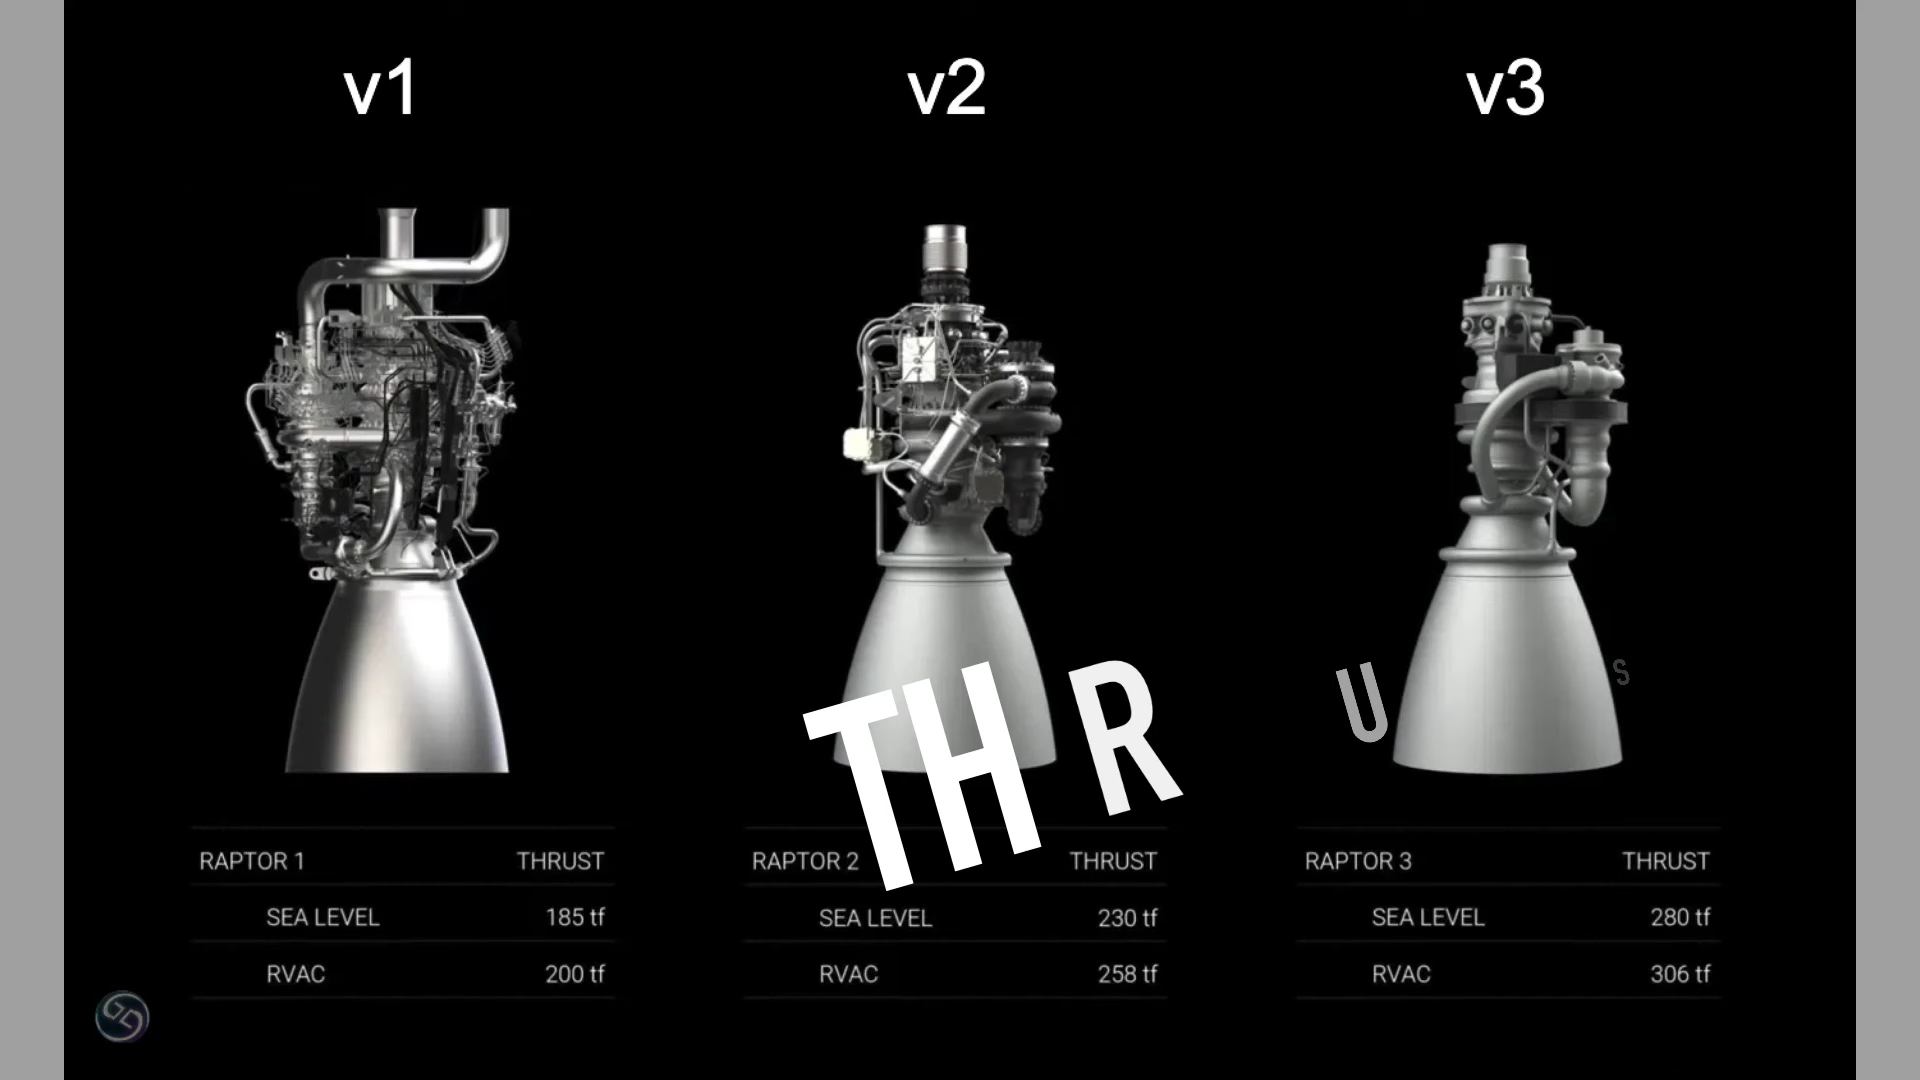 v1 v2 v3
THRUS
RAPTOR 1 THRUST
SEA LEVEL 185 tf
RVAC 200 tf
RAPTOR 2 THRUST
SEA LEVEL 230 tf
RVAC 258 tf
RAPTOR 3 THRUST
SEA LEVEL 280 tf
RVAC 306 tf